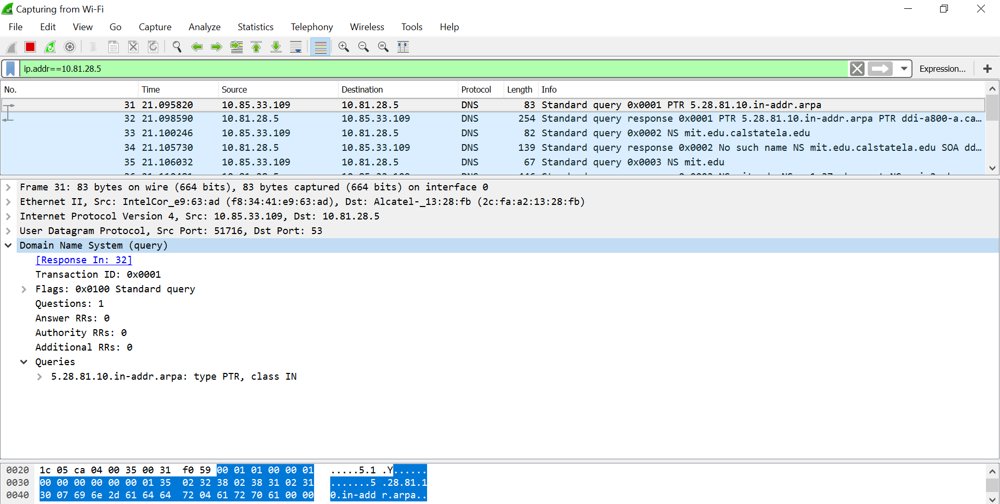 Capturing from Wi-Fi
File Edit View Go Capture Analyze Statistics Telephony Wireless Tools Help
ip.addr==10.81.28.5 Expression...
No. Time Source Destination Protocol Length Info
31 21.095820 10.85.33.109 10.81.28.5 DNS 83 Standard query 0x0001 PTR 5.28.81.10.in-addr.arpa
32 21.098590 10.81.28.5 10.85.33.109 DNS 254 Standard query response 0x0001 PTR 5.28.81.10.in-addr.arpa PTR ddi-a800-a.ca…
33 21.100246 10.85.33.109 10.81.28.5 DNS 82 Standard query 0x0002 NS mit.edu.calstatela.edu
34 21.105730 10.81.28.5 10.85.33.109 DNS 139 Standard query response 0x0002 No such name NS mit.edu.calstatela.edu SOA dd…
35 21.106032 10.85.33.109 10.81.28.5 DNS 67 Standard query 0x0003 NS mit.edu
Frame 31: 83 bytes on wire (664 bits), 83 bytes captured (664 bits) on interface 0
Ethernet II, Src: IntelCor_e9:63:ad (f8:34:41:e9:63:ad), Dst: Alcatel-_13:28:fb (2c:fa:a2:13:28:fb)
Internet Protocol Version 4, Src: 10.85.33.109, Dst: 10.81.28.5
User Datagram Protocol, Src Port: 51716, Dst Port: 53
Domain Name System (query)
[Response In: 32]
Transaction ID: 0x0001
Flags: 0x0100 Standard query
Questions: 1
Answer RRs: 0
Authority RRs: 0
Additional RRs: 0
Queries
5.28.81.10.in-addr.arpa: type PTR, class IN
0020 1c 05 ca 04 00 35 00 31 f0 59 00 01 01 00 00 01 .....5.1 .Y......
0030 00 00 00 00 00 00 01 35 02 32 38 02 38 31 02 31 .......5 .28.81.1
0040 30 07 69 6e 2d 61 64 64 72 04 61 72 70 61 00 00 0.in-add r.arpa..